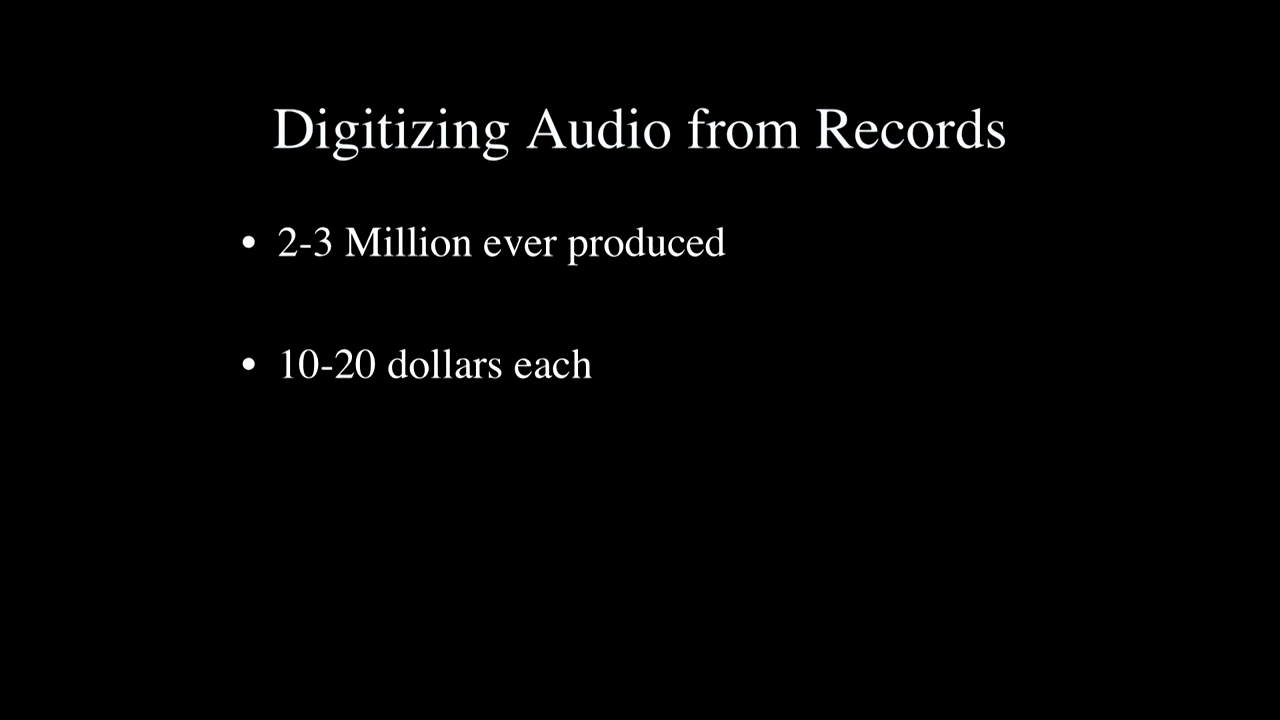 Digitizing Audio from Records
• 2-3 Million ever produced
• 10-20 dollars each